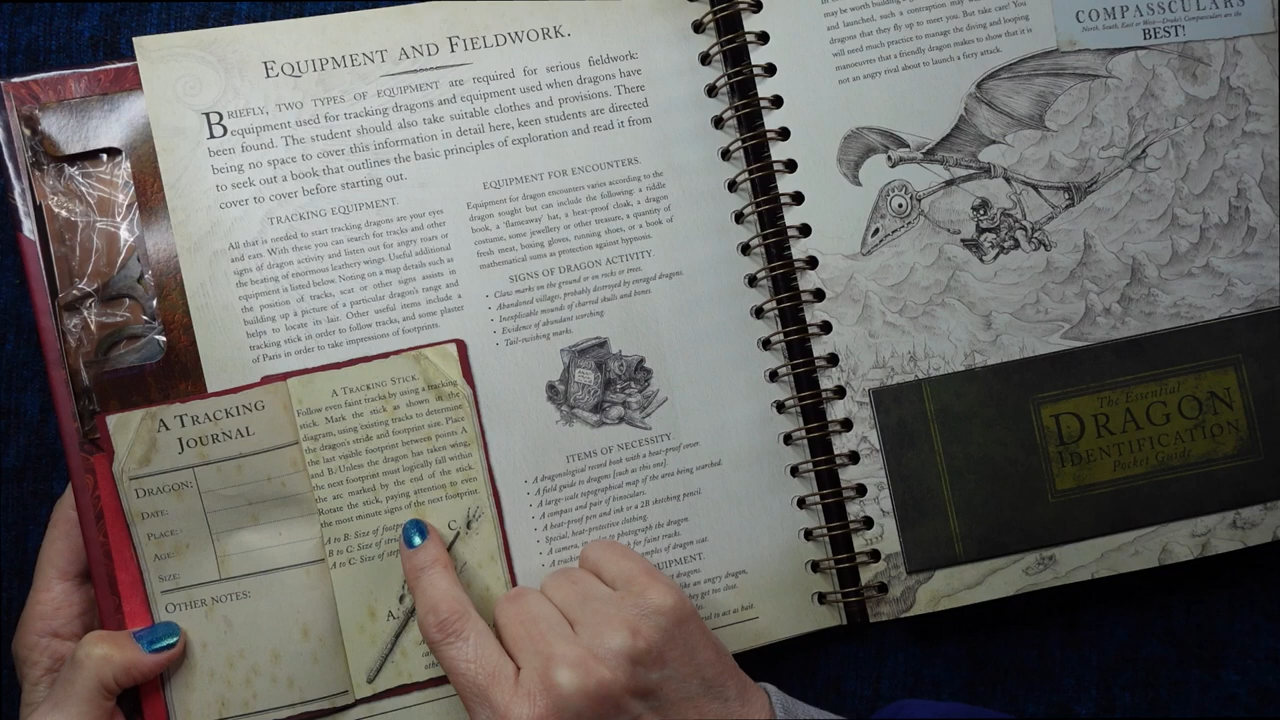 EQUIPMENT AND FIELDWORK.
BRIEFLY, TWO TYPES OF EQUIPMENT are required for serious fieldwork:
equipment used for tracking dragons and equipment used when dragons have
been found. The student should also take suitable clothes and provisions. There
being no space to cover this information in detail here, keen students are directed
to seek out a book that outlines the basic principles of exploration and read it from
cover to cover before starting out.
TRACKING EQUIPMENT.
All that is needed to start tracking dragons are your eyes
and ears. With these you can search for tracks and other
signs of dragon activity and listen out for angry roars or
the beating of enormous leathery wings. Useful additional
equipment is listed below. Noting on a map details such as
the position of tracks, scat or other signs assists in
building up a picture of a particular dragon's range and
helps to locate its lair. Other useful items include a
tracking stick in order to follow tracks, and some plaster
of Paris in order to take impressions of footprints.
EQUIPMENT FOR ENCOUNTERS.
Equipment for dragon encounters varies according to the
dragon sought but can include the following: a riddle
book, a 'flameaway' hat, a heat-proof cloak, a dragon
costume, some jewellery or other treasure, a quantity of
fresh meat, boxing gloves, running shoes, or a book of
mathematical sums as protection against hypnosis.
SIGNS OF DRAGON ACTIVITY.
• Claw marks on the ground or on rocks or trees.
• Abandoned villages, probably destroyed by enraged dragons.
• Inexplicable mounds of charred skulls and bones.
• Evidence of abundant scorching
• Tail-swishing marks.
ITEMS OF NECESSITY.
• A dragonological record book with a heat-proof cover.
• A field guide to dragons [such as this one].
• A large-scale topographical map of the area being searched.
• A compass and pair of binoculars.
• A heat-proof pen and ink or a 2B sketching pencil.
• Special, heat-protective clothing.
• A camera, in order to photograph the dragon.
• A tracking for faint tracks.
amples of dragon scat.
UIPMENT.
dragons.
like an angry dragon,
they get too close.
to act as bait.
A TRACKING
JOURNAL
DRAGON:
DATE:
PLACE:
AGE:
SIZE:
OTHER NOTES:
A TRACKING STICK.
Follow even faint tracks by using a tracking
stick. Mark the stick as shown in the
diagram, using existing tracks to determine
the dragon's stride and footprint size. Place
the last visible footprint between points A
and B. Unless the dragon has taken wing,
the next footprint must logically fall within
the arc marked by the end of the stick.
Rotate the stick, paying attention to even
the most minute signs of the next footprint.
A to B: Size of footpr
B to C: Size of stri
A to C: Size of step
C.
A.
may be worth building
and launched, such a contraption may
dragons that they fly up to meet you. But take care! You
will need much practice to manage the diving and looping
manoeuvres that a friendly dragon makes to show that it is
not an angry rival about to launch a fiery attack.
COMPASSCULARS
North, South, East or West—Drake's Compasculars are the
BEST!
The Essential
DRAGON
IDENTIFICATION
Pocket Guide